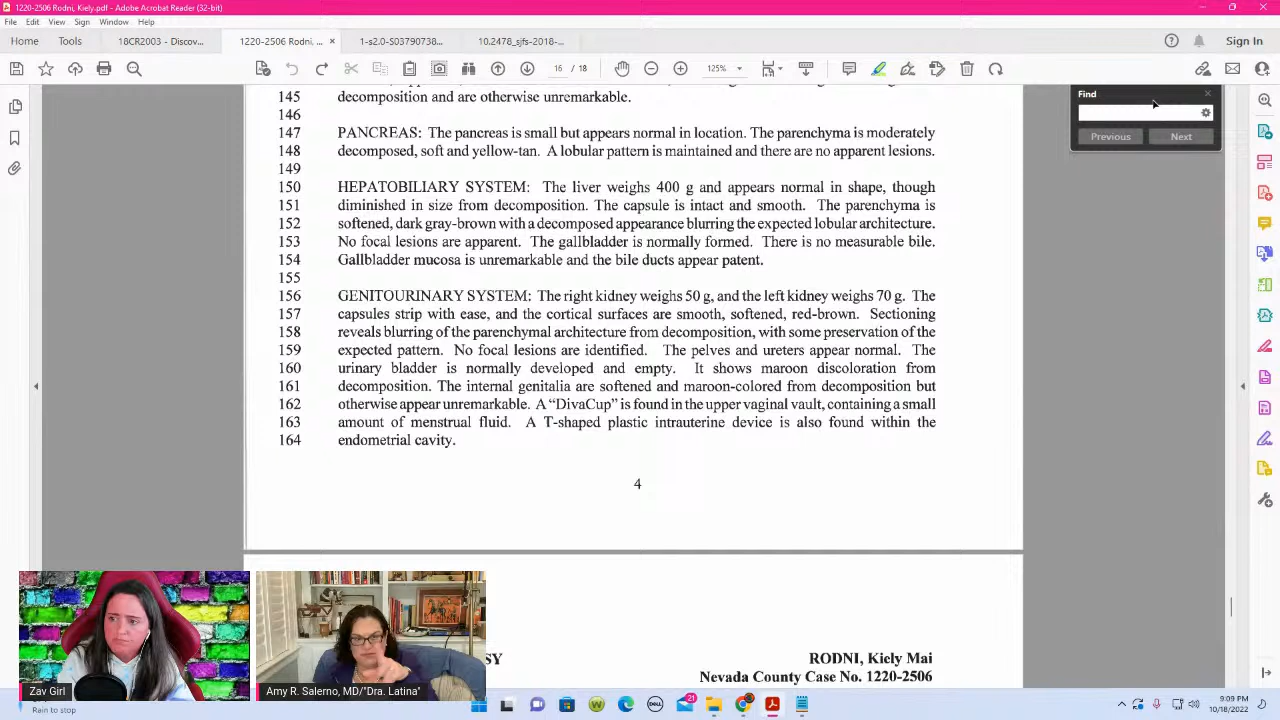 1220-2506 Rodni, Kiely.pdf - Adobe Acrobat Reader (32-bit)
File Edit View Sign Window Help
Home Tools 18CR2003 - Discov... 1220-2506 Rodni, ... × 1-s2.0-S03790738... 10.2478_sjfs-2018-... Sign In
16 / 18 125%
Find
Previous Next
145 decomposition and are otherwise unremarkable.
146
147 PANCREAS: The pancreas is small but appears normal in location. The parenchyma is moderately
148 decomposed, soft and yellow-tan. A lobular pattern is maintained and there are no apparent lesions.
149
150 HEPATOBILIARY SYSTEM: The liver weighs 400 g and appears normal in shape, though
151 diminished in size from decomposition. The capsule is intact and smooth. The parenchyma is
152 softened, dark gray-brown with a decomposed appearance blurring the expected lobular architecture.
153 No focal lesions are apparent. The gallbladder is normally formed. There is no measurable bile.
154 Gallbladder mucosa is unremarkable and the bile ducts appear patent.
155
156 GENITOURINARY SYSTEM: The right kidney weighs 50 g, and the left kidney weighs 70 g. The
157 capsules strip with ease, and the cortical surfaces are smooth, softened, red-brown. Sectioning
158 reveals blurring of the parenchymal architecture from decomposition, with some preservation of the
159 expected pattern. No focal lesions are identified. The pelves and ureters appear normal. The
160 urinary bladder is normally developed and empty. It shows maroon discoloration from
161 decomposition. The internal genitalia are softened and maroon-colored from decomposition but
162 otherwise appear unremarkable. A “DivaCup” is found in the upper vaginal vault, containing a small
163 amount of menstrual fluid. A T-shaped plastic intrauterine device is also found within the
164 endometrial cavity.
4
SY RODNI, Kiely Mai
Nevada County Case No. 1220-2506
Zav Girl
Amy R. Salerno, MD/"Dra. Latina"
Rain to stop
DELL
21
9:09 PM
10/18/2022